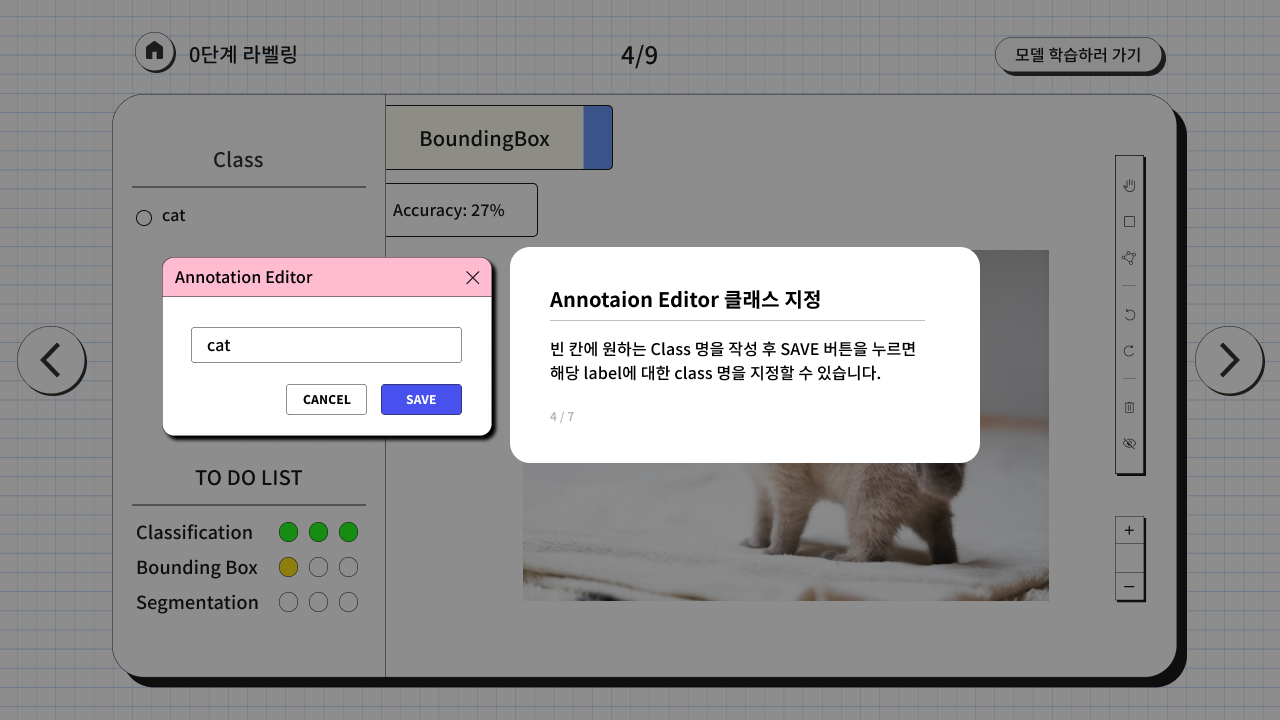 0단계 라벨링
4/9
모델 학습하러 가기
Class
cat
BoundingBox
Accuracy: 27%
Annotation Editor
cat
CANCEL
SAVE
Annotaion Editor 클래스 지정
빈 칸에 원하는 Class 명을 작성 후 SAVE 버튼을 누르면
해당 label에 대한 class 명을 지정할 수 있습니다.
4 / 7
TO DO LIST
Classification
Bounding Box
Segmentation